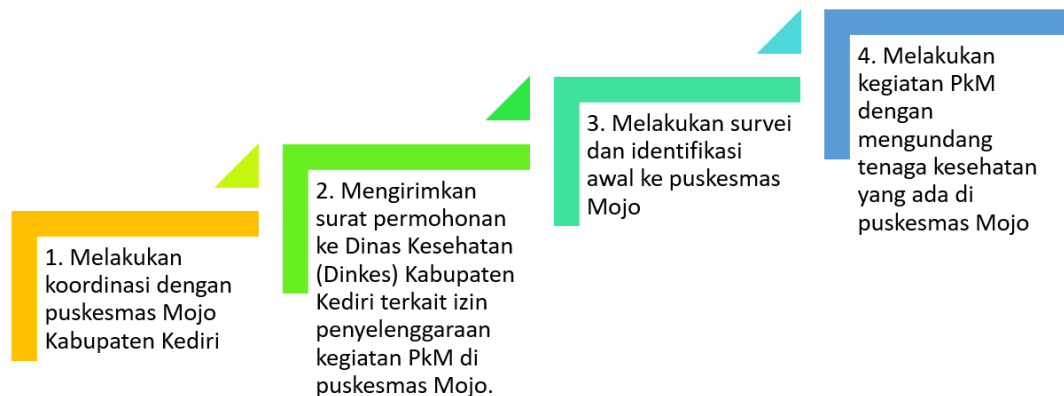 1. Melakukan
koordinasi dengan
puskesmas Mojo
Kabupaten Kediri
2. Mengirimkan
surat permohonan
ke Dinas Kesehatan
(Dinkes) Kabupaten
Kediri terkait izin
penyelenggaraan
kegiatan PkM di
puskesmas Mojo.
3. Melakukan survei
dan identifikasi
awal ke puskesmas
Mojo
4. Melakukan
kegiatan PkM
dengan
mengundang
tenaga kesehatan
yang ada di
puskesmas Mojo